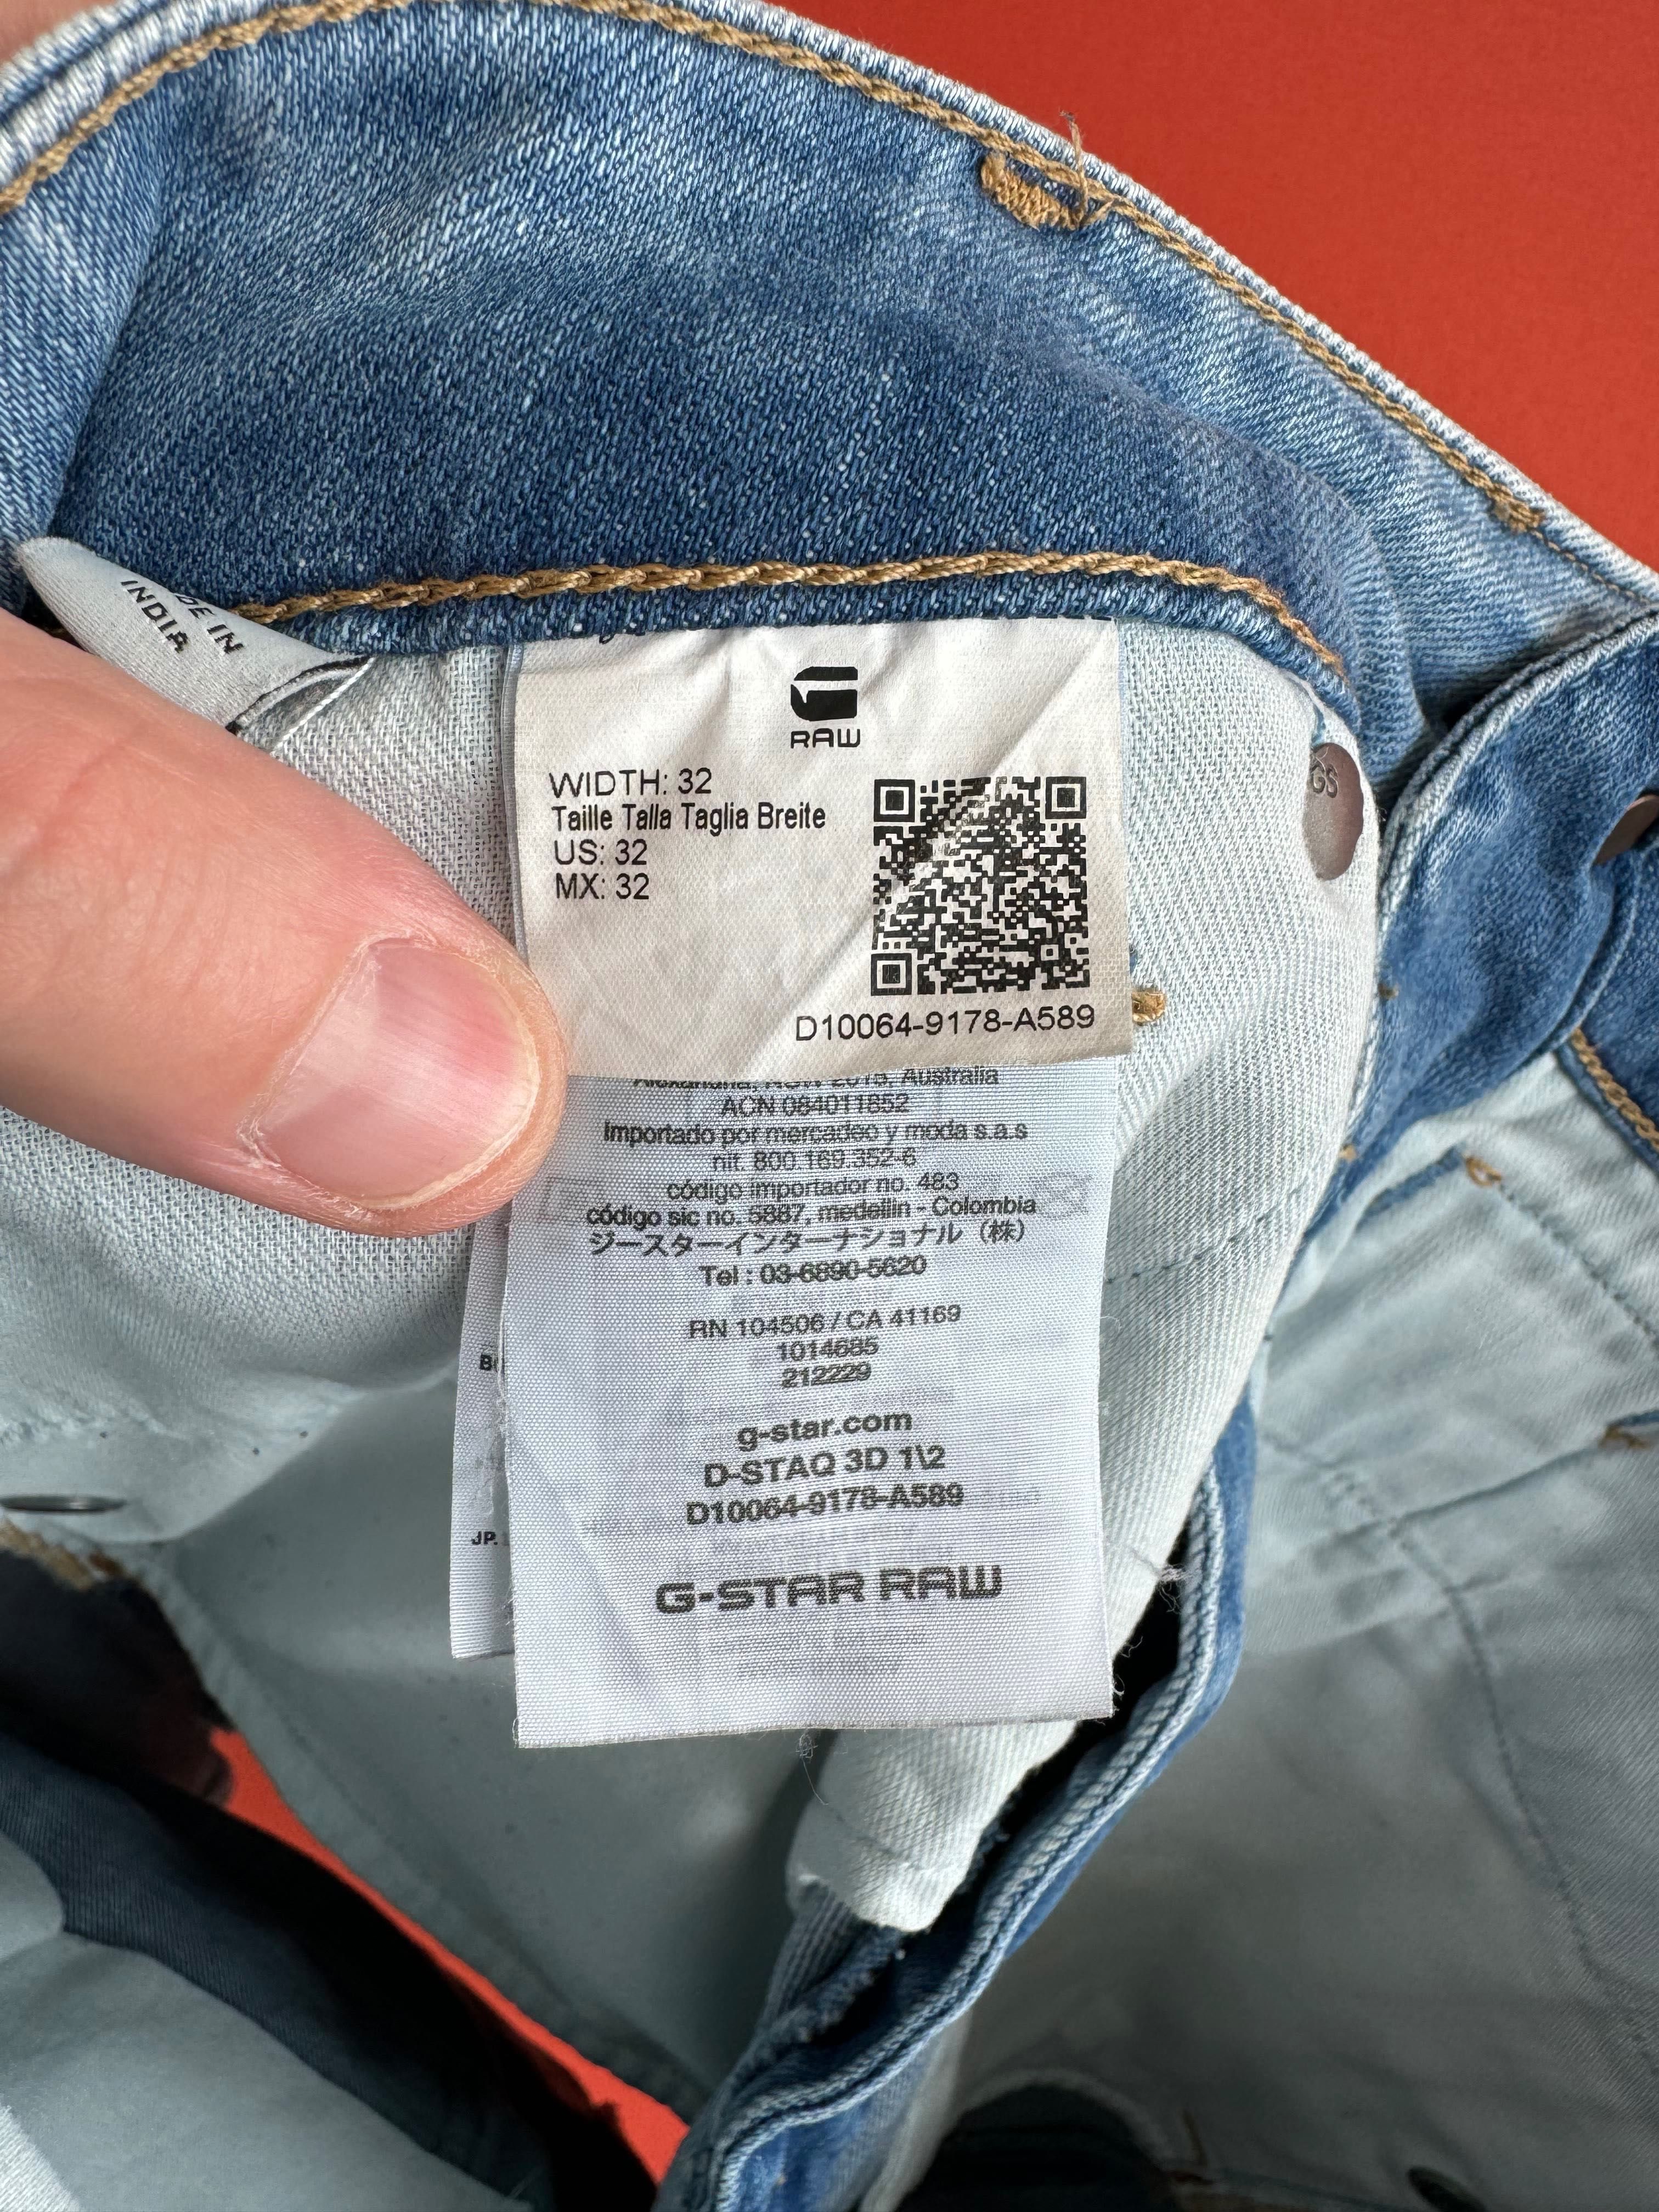 DE IN
INDIA
RAW
WIDTH: 32
Taille Talla Taglia Breite
US: 32
MX: 32
D10064-9178-A589
GS
Alexandria, NSW 2015, Australia
ACN 084011852
Importado por mercadeo y moda s.a.s
nit. 800.169.352-6
código importador no. 483
código sic no. 5887, medellin - Colombia
ジースターインターナショナル（株）
Tel : 03-6890-5620
RN 104506 / CA 41169
1014685
212229
g-star.com
D-STAQ 3D 1\2
D10064-9178-A589
G-STAR RAW
JP.